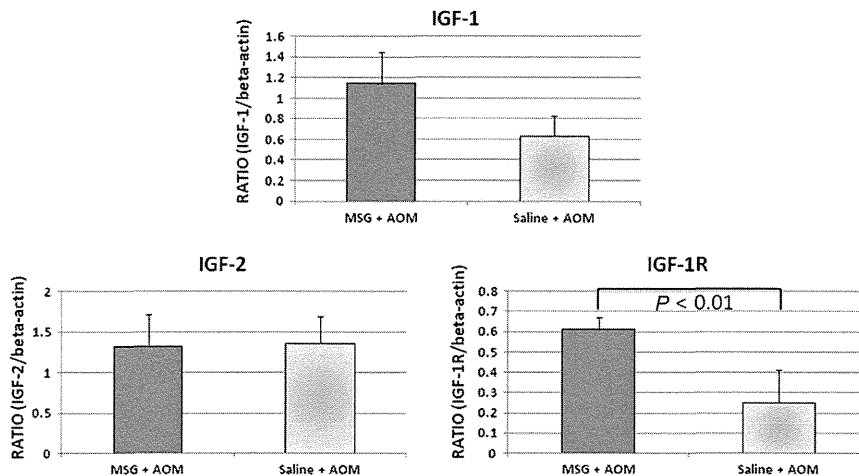 IGF-1
RATIO (IGF-1/beta-actin)
1.6
1.4
1.2
1
0.8
0.6
0.4
0.2
0
MSG + AOM
Saline + AOM
IGF-2
RATIO (IGF-2/beta-actin)
2
1.5
1
0.5
0
MSG + AOM
Saline + AOM
IGF-1R
RATIO (IGF-1R/beta-actin)
0.8
0.7
0.6
0.5
0.4
0.3
0.2
0.1
0
P < 0.01
MSG + AOM
Saline + AOM